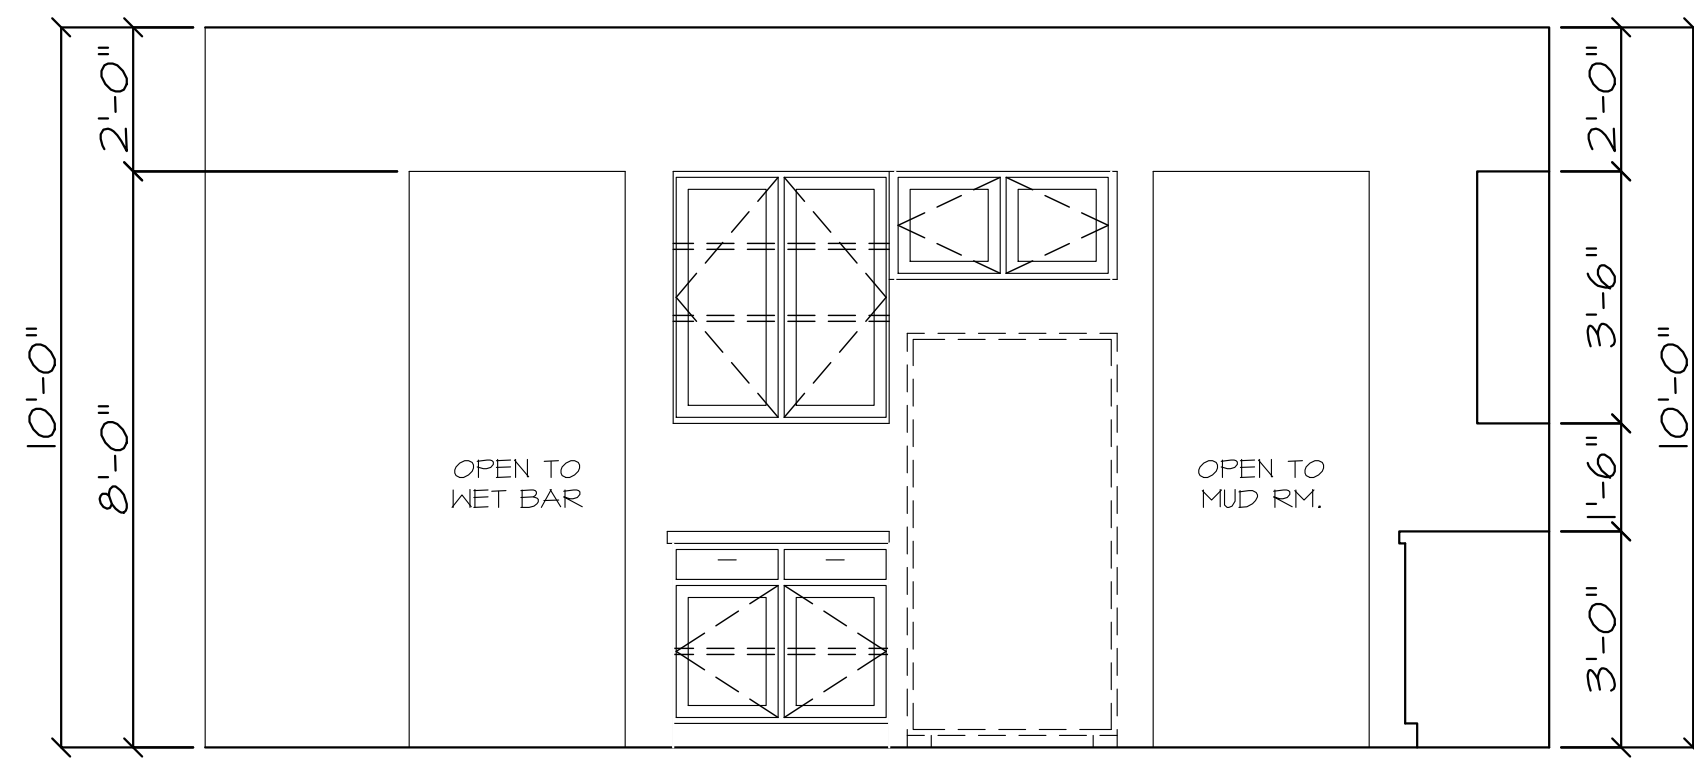 2'-0"
8'-0"
10'-0"
OPEN TO
WET BAR
OPEN TO
MUD RM.
2'-0"
3'-6"
1'-6"
3'-0"
10'-0"